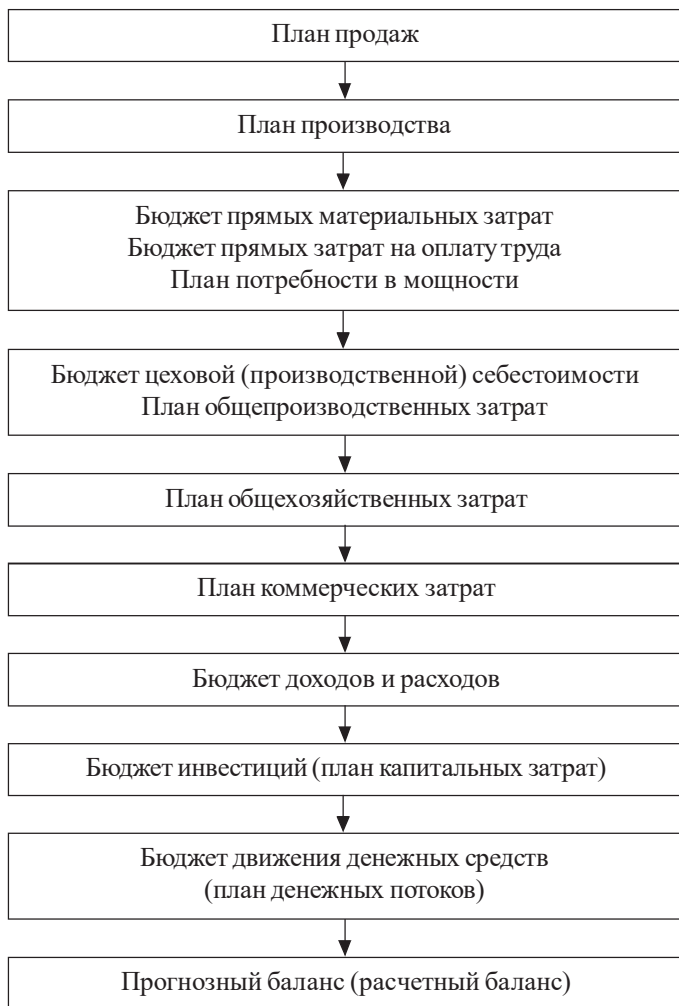 План продаж
План производства
Бюджет прямых материальных затрат
Бюджет прямых затрат на оплату труда
План потребности в мощности
Бюджет цеховой (производственной) себестоимости
План общепроизводственных затрат
План общехозяйственных затрат
План коммерческих затрат
Бюджет доходов и расходов
Бюджет инвестиций (план капитальных затрат)
Бюджет движения денежных средств
(план денежных потоков)
Прогнозный баланс (расчетный баланс)